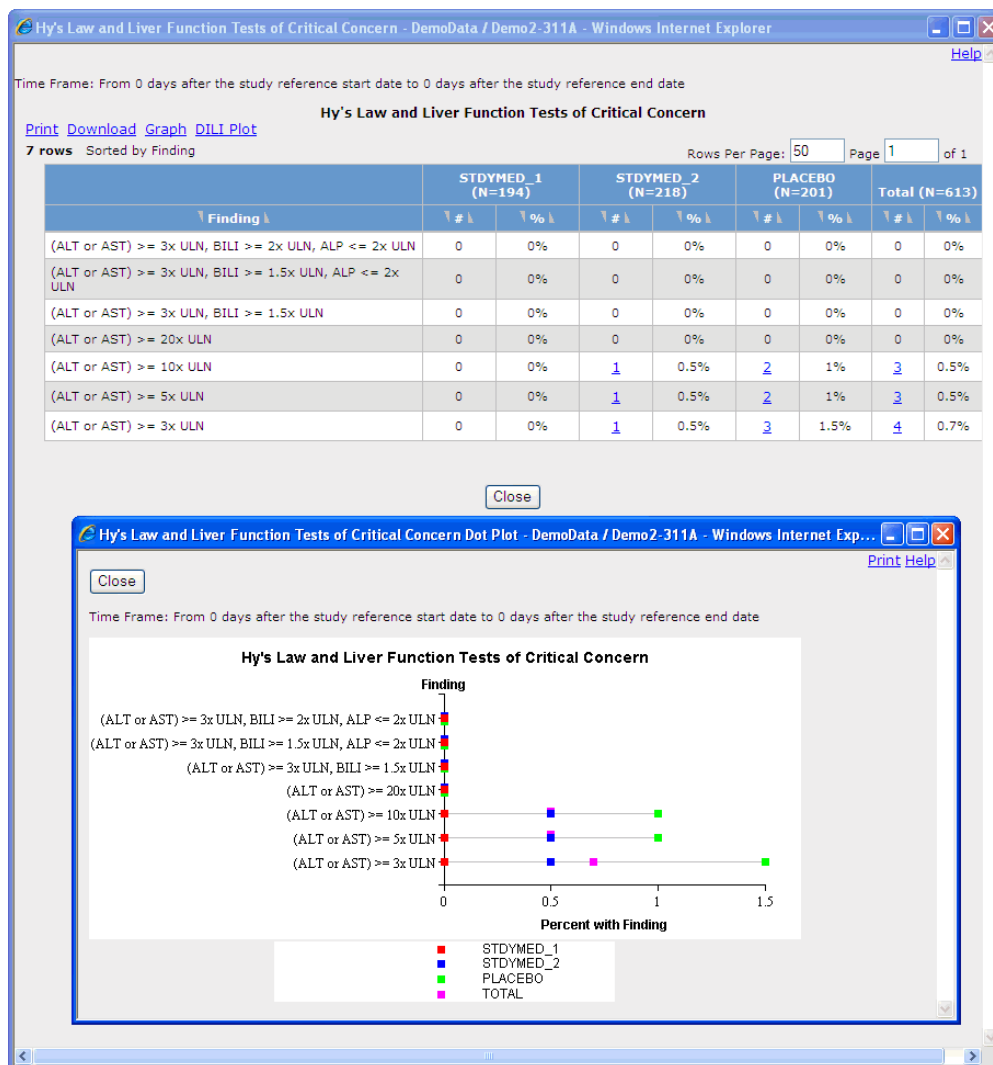 Hy's Law and Liver Function Tests of Critical Concern - DemoData / Demo2-311A - Windows Internet Explorer
Help
Time Frame: From 0 days after the study reference start date to 0 days after the study reference end date
Hy's Law and Liver Function Tests of Critical Concern
Print Download Graph DILI Plot
7 rows Sorted by Finding Rows Per Page: 50 Page 1 of 1
STDYMED_1 (N=194) STDYMED_2 (N=218) PLACEBO (N=201) Total (N=613)
Finding # % # % # % # %
(ALT or AST) >= 3x ULN, BILI >= 2x ULN, ALP <= 2x ULN 0 0% 0 0% 0 0% 0 0%
(ALT or AST) >= 3x ULN, BILI >= 1.5x ULN, ALP <= 2x
ULN 0 0% 0 0% 0 0% 0 0%
(ALT or AST) >= 3x ULN, BILI >= 1.5x ULN 0 0% 0 0% 0 0% 0 0%
(ALT or AST) >= 20x ULN 0 0% 0 0% 0 0% 0 0%
(ALT or AST) >= 10x ULN 0 0% 1 0.5% 2 1% 3 0.5%
(ALT or AST) >= 5x ULN 0 0% 1 0.5% 2 1% 3 0.5%
(ALT or AST) >= 3x ULN 0 0% 1 0.5% 3 1.5% 4 0.7%
Close
Hy's Law and Liver Function Tests of Critical Concern Dot Plot - DemoData / Demo2-311A - Windows Internet Exp...
Print Help
Close
Time Frame: From 0 days after the study reference start date to 0 days after the study reference end date
Hy's Law and Liver Function Tests of Critical Concern
Finding
(ALT or AST) >= 3x ULN, BILI >= 2x ULN, ALP <= 2x ULN
(ALT or AST) >= 3x ULN, BILI >= 1.5x ULN, ALP <= 2x ULN
(ALT or AST) >= 3x ULN, BILI >= 1.5x ULN
(ALT or AST) >= 20x ULN
(ALT or AST) >= 10x ULN
(ALT or AST) >= 5x ULN
(ALT or AST) >= 3x ULN
0 0.5 1 1.5
Percent with Finding
STDYMED_1
STDYMED_2
PLACEBO
TOTAL